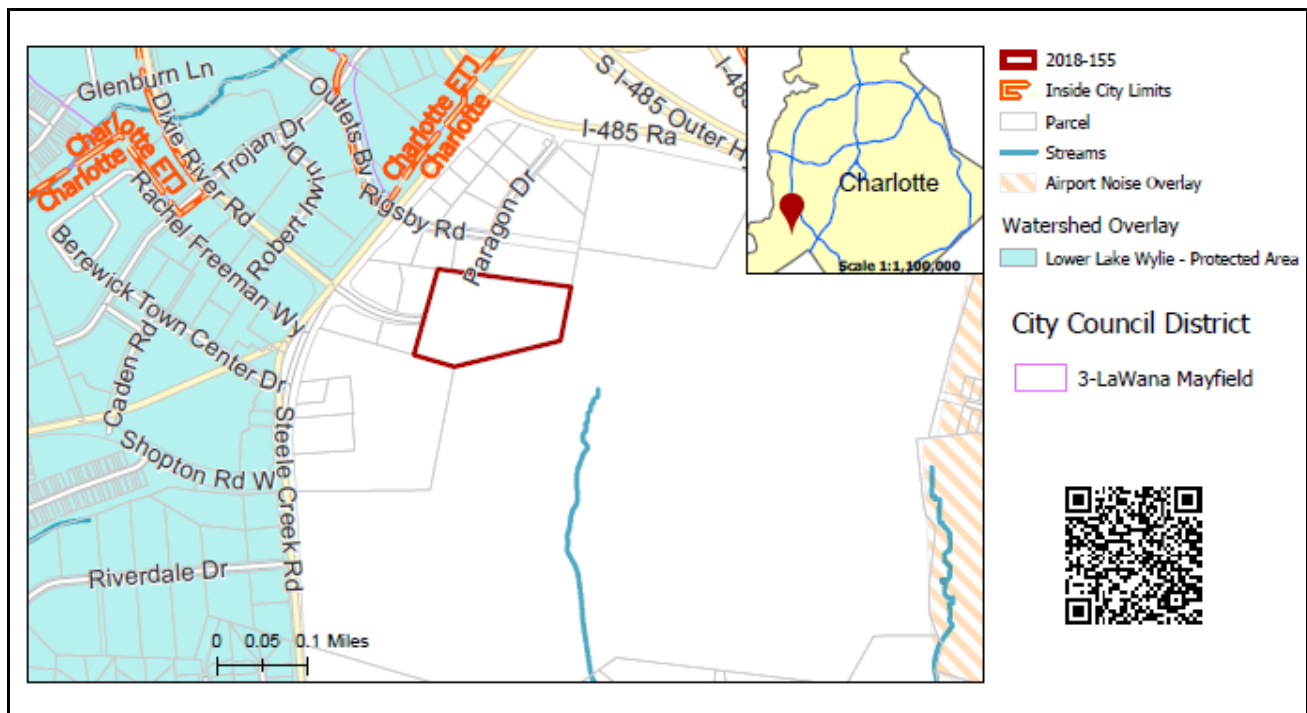 Glenburn Ln
Dixie River Rd
Trojan Dr
Outlets Bv
Charlotte ETJ
Charlotte
S I-485 Outer Hy
I-485
I-485 Ra
Charlotte ETJ
Charlotte
Rachel Freeman Wy
Robert Irwin Dr
Rigsby Rd
Paragon Dr
Berewick Town Center Dr
Caden Rd
Shopton Rd W
Steele Creek Rd
Riverdale Dr
0 0.05 0.1 Miles
Charlotte
Scale 1:1,100,000
2018-155
Inside City Limits
Parcel
Streams
Airport Noise Overlay
Watershed Overlay
Lower Lake Wylie - Protected Area
City Council District
3-LaWana Mayfield